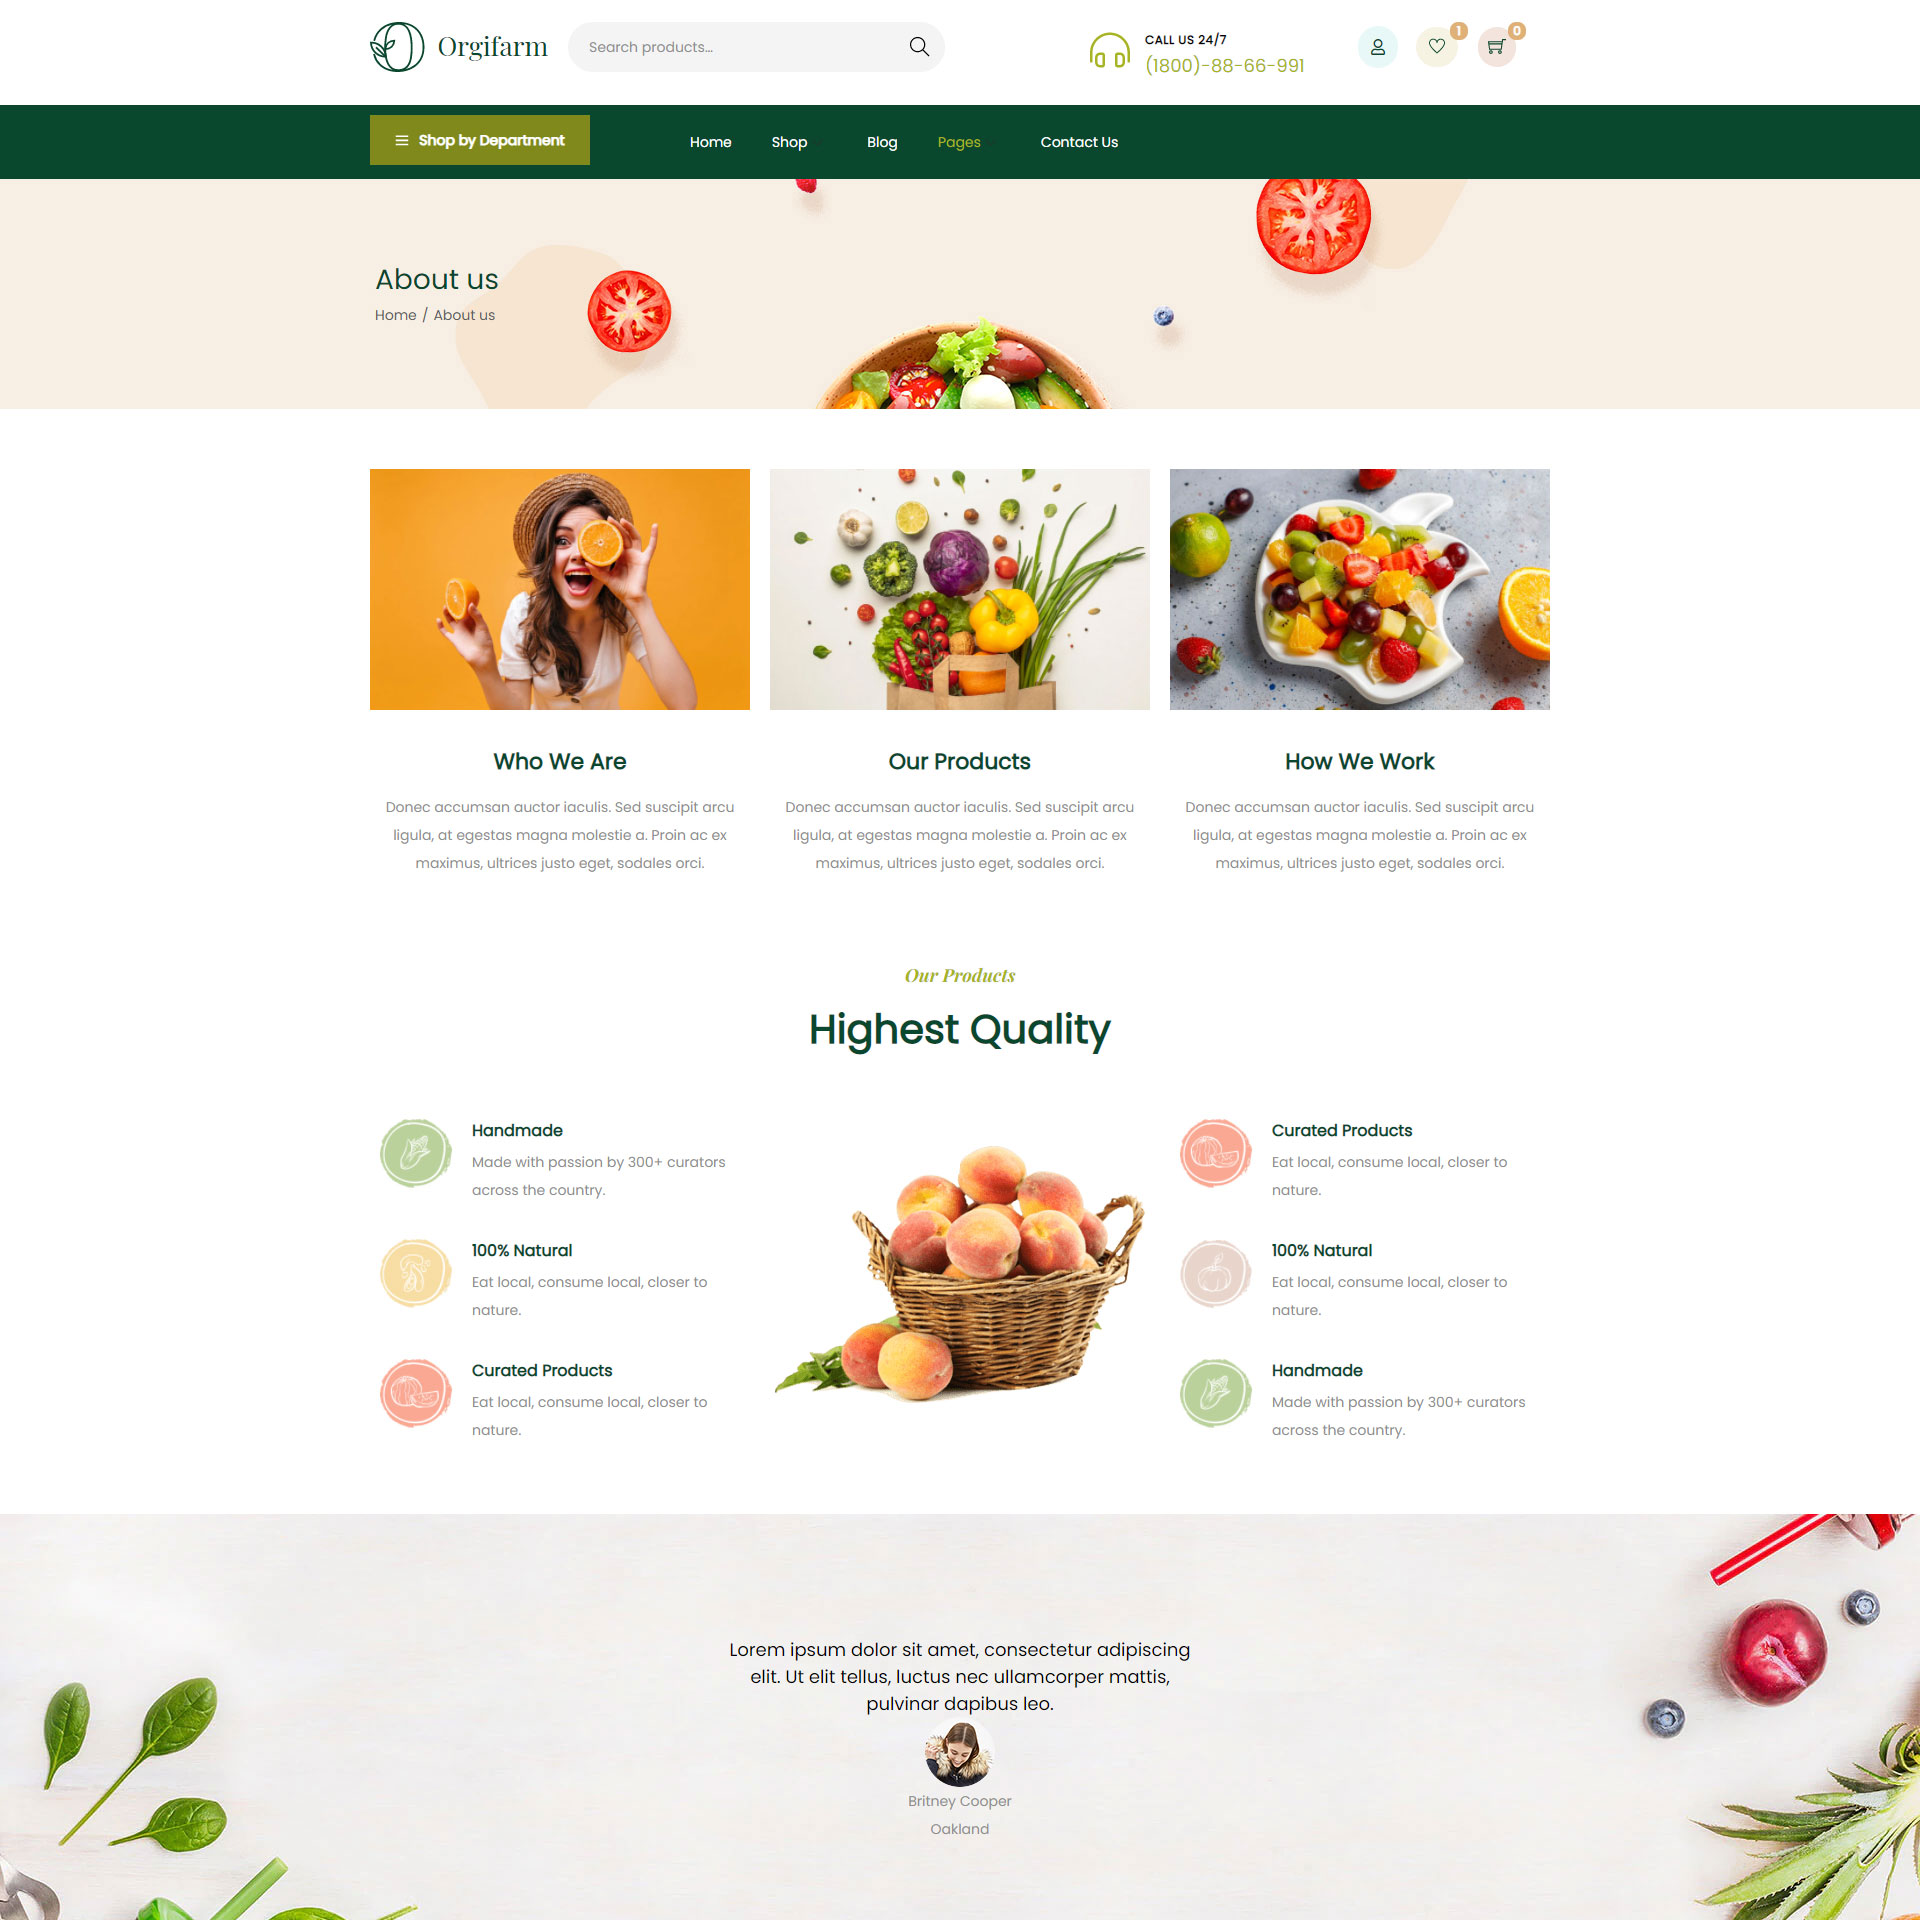 Orgifarm
Search products...
CALL US 24/7
(1800)-88-66-991
1
0
Shop by Department
Home
Shop
Blog
Pages
Contact Us
About us
Home / About us
Who We Are
Donec accumsan auctor iaculis. Sed suscipit arcu
ligula, at egestas magna molestie a. Proin ac ex
maximus, ultrices justo eget, sodales orci.
Our Products
Donec accumsan auctor iaculis. Sed suscipit arcu
ligula, at egestas magna molestie a. Proin ac ex
maximus, ultrices justo eget, sodales orci.
How We Work
Donec accumsan auctor iaculis. Sed suscipit arcu
ligula, at egestas magna molestie a. Proin ac ex
maximus, ultrices justo eget, sodales orci.
Our Products
Highest Quality
Handmade
Made with passion by 300+ curators
across the country.
100% Natural
Eat local, consume local, closer to
nature.
Curated Products
Eat local, consume local, closer to
nature.
Curated Products
Eat local, consume local, closer to
nature.
100% Natural
Eat local, consume local, closer to
nature.
Handmade
Made with passion by 300+ curators
across the country.
Lorem ipsum dolor sit amet, consectetur adipiscing
elit. Ut elit tellus, luctus nec ullamcorper mattis,
pulvinar dapibus leo.
Britney Cooper
Oakland